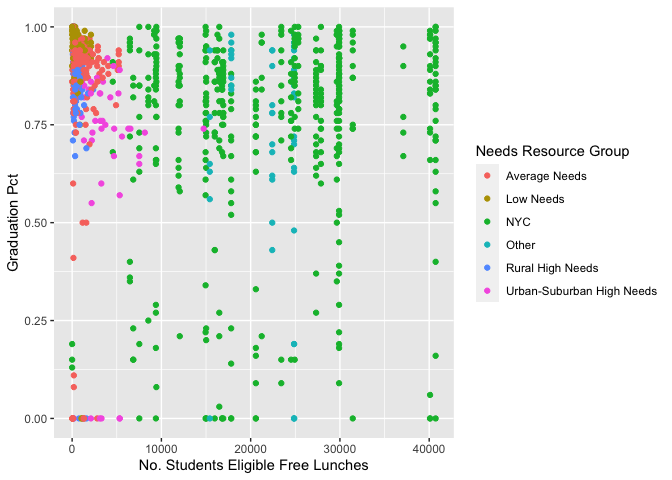 1.00
0.75
0.50
0.25
0.00
Graduation Pct
0 10000 20000 30000 40000
No. Students Eligible Free Lunches
Needs Resource Group
Average Needs
Low Needs
NYC
Other
Rural High Needs
Urban-Suburban High Needs